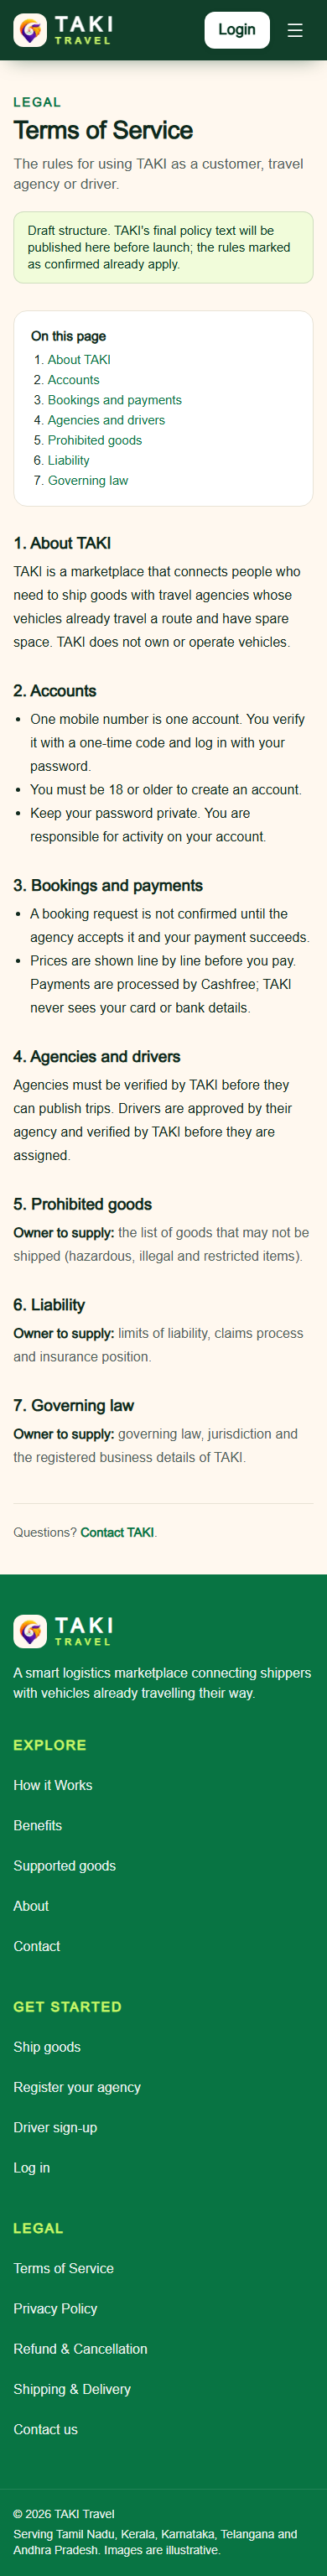 TAKI
TRAVEL
Login
LEGAL
Terms of Service
The rules for using TAKI as a customer, travel
agency or driver.
Draft structure. TAKI's final policy text will be
published here before launch; the rules marked
as confirmed already apply.
On this page
1. About TAKI
2. Accounts
3. Bookings and payments
4. Agencies and drivers
5. Prohibited goods
6. Liability
7. Governing law
1. About TAKI
TAKI is a marketplace that connects people who
need to ship goods with travel agencies whose
vehicles already travel a route and have spare
space. TAKI does not own or operate vehicles.
2. Accounts
• One mobile number is one account. You verify
it with a one-time code and log in with your
password.
• You must be 18 or older to create an account.
• Keep your password private. You are
responsible for activity on your account.
3. Bookings and payments
• A booking request is not confirmed until the
agency accepts it and your payment succeeds.
• Prices are shown line by line before you pay.
Payments are processed by Cashfree; TAKI
never sees your card or bank details.
4. Agencies and drivers
Agencies must be verified by TAKI before they
can publish trips. Drivers are approved by their
agency and verified by TAKI before they are
assigned.
5. Prohibited goods
Owner to supply: the list of goods that may not be
shipped (hazardous, illegal and restricted items).
6. Liability
Owner to supply: limits of liability, claims process
and insurance position.
7. Governing law
Owner to supply: governing law, jurisdiction and
the registered business details of TAKI.
Questions? Contact TAKI.
TAKI
TRAVEL
A smart logistics marketplace connecting shippers
with vehicles already travelling their way.
EXPLORE
How it Works
Benefits
Supported goods
About
Contact
GET STARTED
Ship goods
Register your agency
Driver sign-up
Log in
LEGAL
Terms of Service
Privacy Policy
Refund & Cancellation
Shipping & Delivery
Contact us
© 2026 TAKI Travel
Serving Tamil Nadu, Kerala, Karnataka, Telangana and
Andhra Pradesh. Images are illustrative.